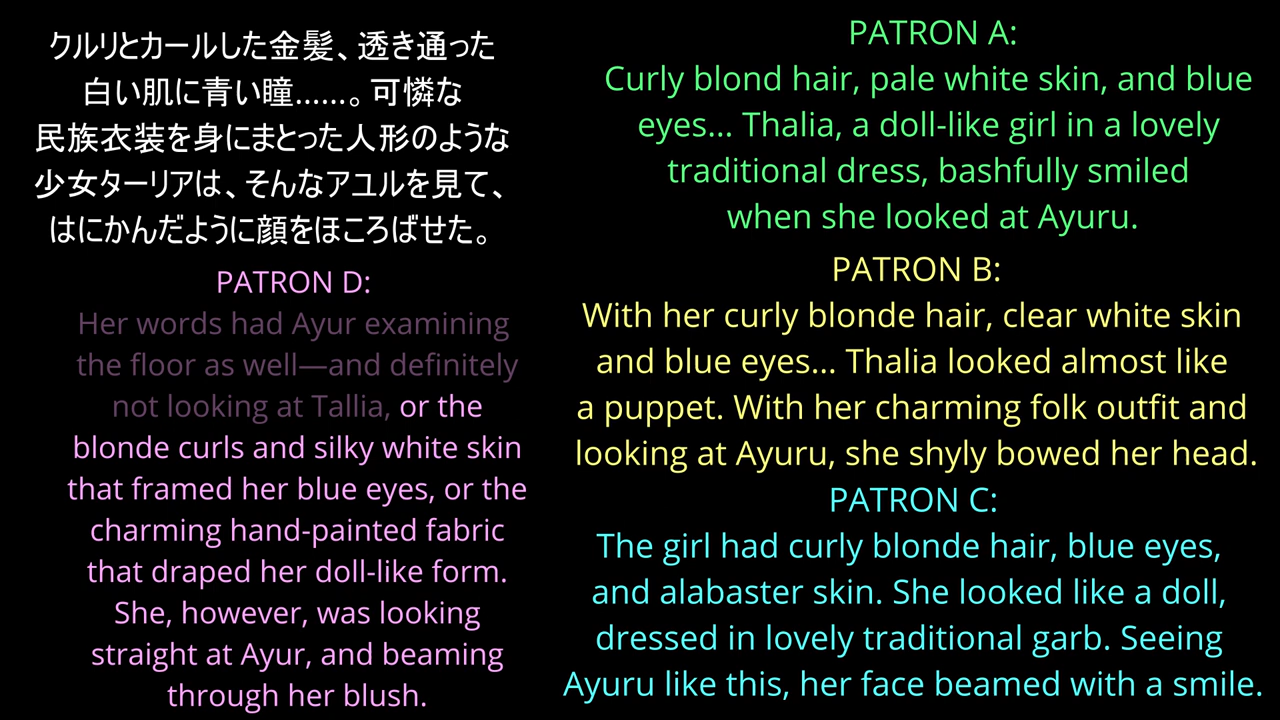 クルリとカールした金髪、透き通った
白い肌に青い瞳……。可憐な
民族衣装を身にまとった人形のような
少女ターリアは、そんなアユルを見て、
はにかんだように顔をほころばせた。
PATRON A:
Curly blond hair, pale white skin, and blue
eyes... Thalia, a doll-like girl in a lovely
traditional dress, bashfully smiled
when she looked at Ayuru.
PATRON B:
With her curly blonde hair, clear white skin
and blue eyes... Thalia looked almost like
a puppet. With her charming folk outfit and
looking at Ayuru, she shyly bowed her head.
PATRON C:
The girl had curly blonde hair, blue eyes,
and alabaster skin. She looked like a doll,
dressed in lovely traditional garb. Seeing
Ayuru like this, her face beamed with a smile.
PATRON D:
Her words had Ayur examining
the floor as well—and definitely
not looking at Tallia, or the
blonde curls and silky white skin
that framed her blue eyes, or the
charming hand-painted fabric
that draped her doll-like form.
She, however, was looking
straight at Ayur, and beaming
through her blush.